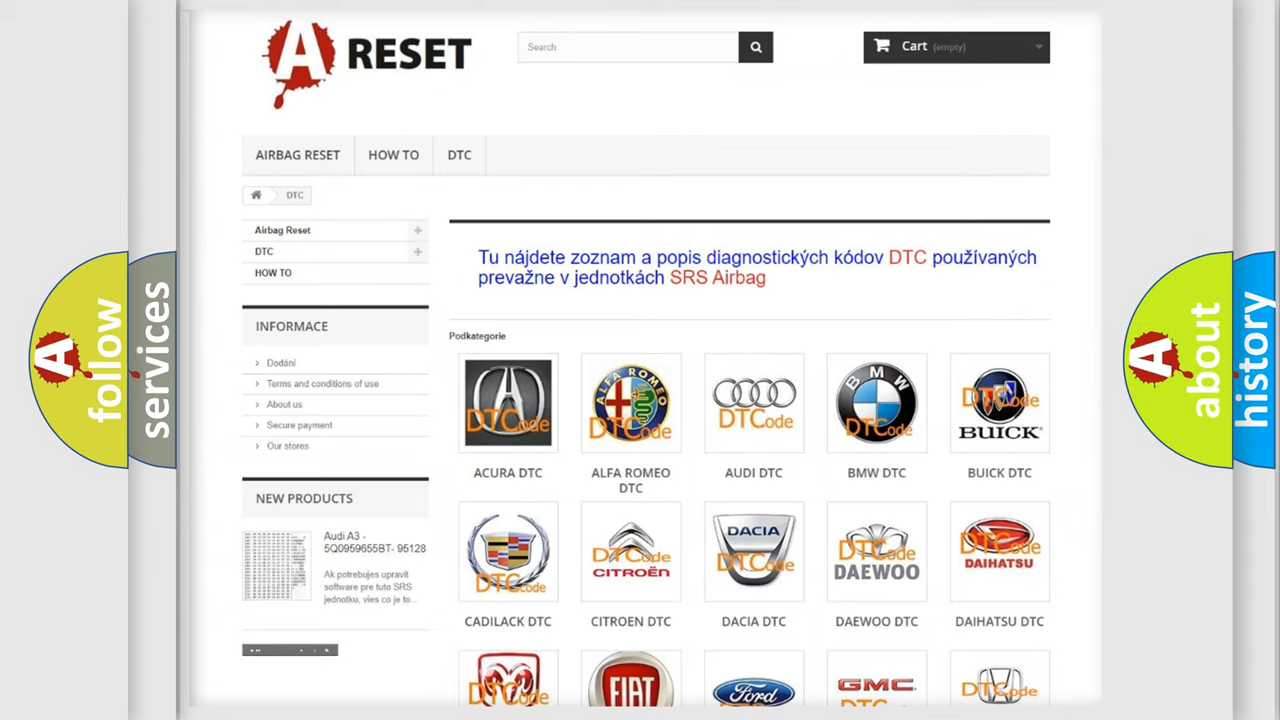 A RESET
Search
Cart (empty)
AIRBAG RESET
HOW TO
DTC
DTC
Airbag Reset
DTC
HOW TO
Tu nájdete zoznam a popis diagnostických kódov DTC používaných
prevažne v jednotkách SRS Airbag
INFORMACE
Dodání
Terms and conditions of use
About us
Secure payment
Our stores
NEW PRODUCTS
Audi A3 -
5Q0959655BT- 95128
Ak potrebujes upravit
software pre tuto SRS
jednotku, vies co je to...
Podkategorie
DTCode
ALFA ROMEO
DTCode
DTCode
BMW
DTCode
DTCode
BUICK
ACURA DTC
ALFA ROMEO
DTC
AUDI DTC
BMW DTC
BUICK DTC
DTCode
DTCode
CITROËN
DACIA
DTCode
DTCode
DAEWOO
DTCode
DAIHATSU
CADILACK DTC
CITROEN DTC
DACIA DTC
DAEWOO DTC
DAIHATSU DTC
DTCode
FIAT
Ford
GMC
DTCode
A follow
services
A about
history